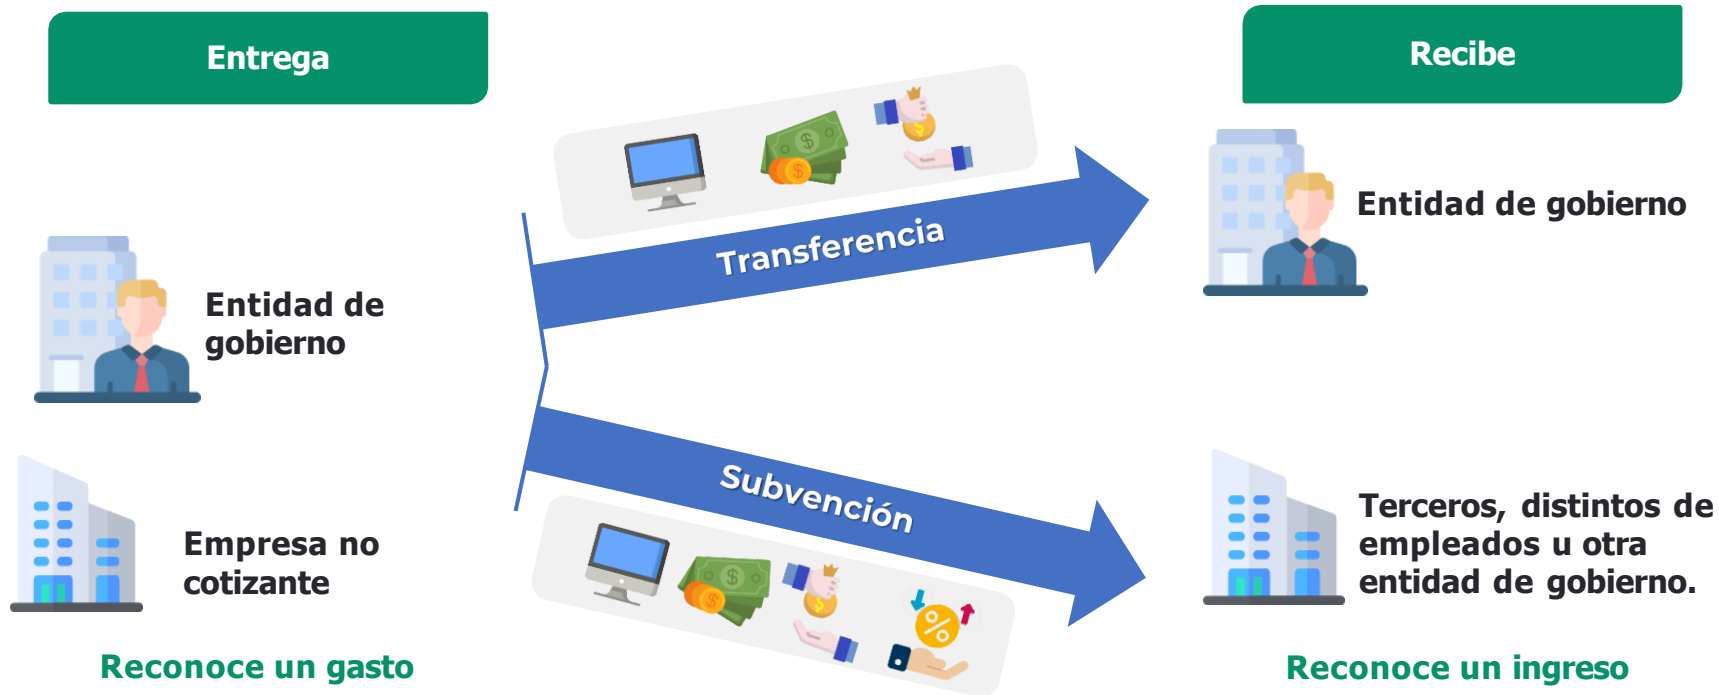 Entrega
Recibe
Transferencia
Entidad de gobierno
Entidad de
gobierno
Subvención
Terceros, distintos de
empleados u otra
entidad de gobierno.
Empresa no
cotizante
Reconoce un gasto
Reconoce un ingreso